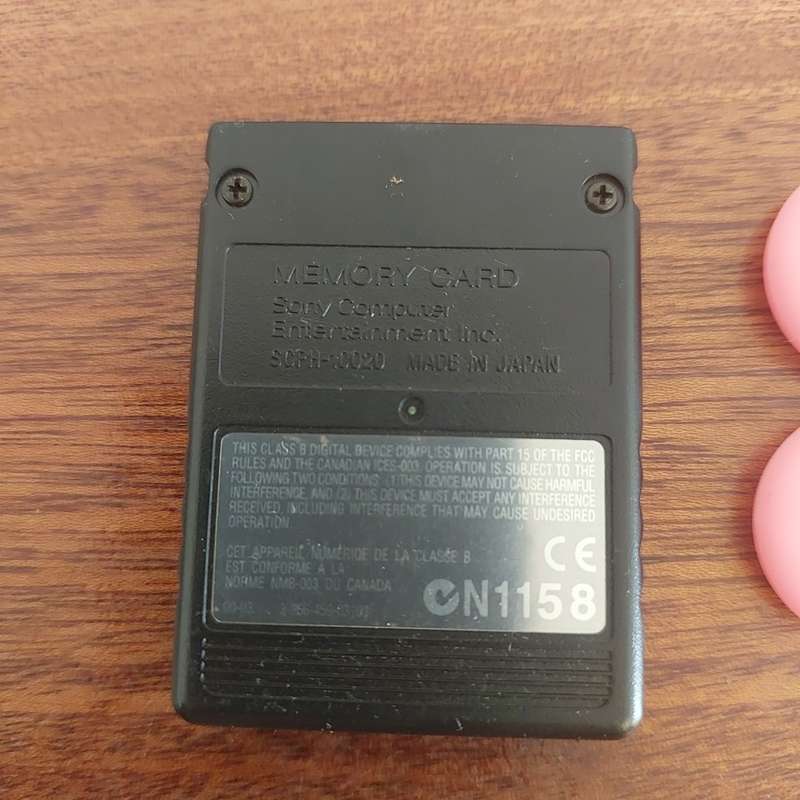 MEMORY CARD
Sony Computer
Entertainment Inc.
SCPH-10020 MADE IN JAPAN
THIS CLASS B DIGITAL DEVICE COMPLIES WITH PART 15 OF THE FCC
RULES AND THE CANADIAN ICES-003. OPERATION IS SUBJECT TO THE
FOLLOWING TWO CONDITIONS: (1) THIS DEVICE MAY NOT CAUSE HARMFUL
INTERFERENCE, AND (2) THIS DEVICE MUST ACCEPT ANY INTERFERENCE
RECEIVED, INCLUDING INTERFERENCE THAT MAY CAUSE UNDESIRED
OPERATION.
CET APPAREIL NUMÉRIQUE DE LA CLASSE B
EST CONFORME À LA
NORME NMB-003 DU CANADA
CE
N1158